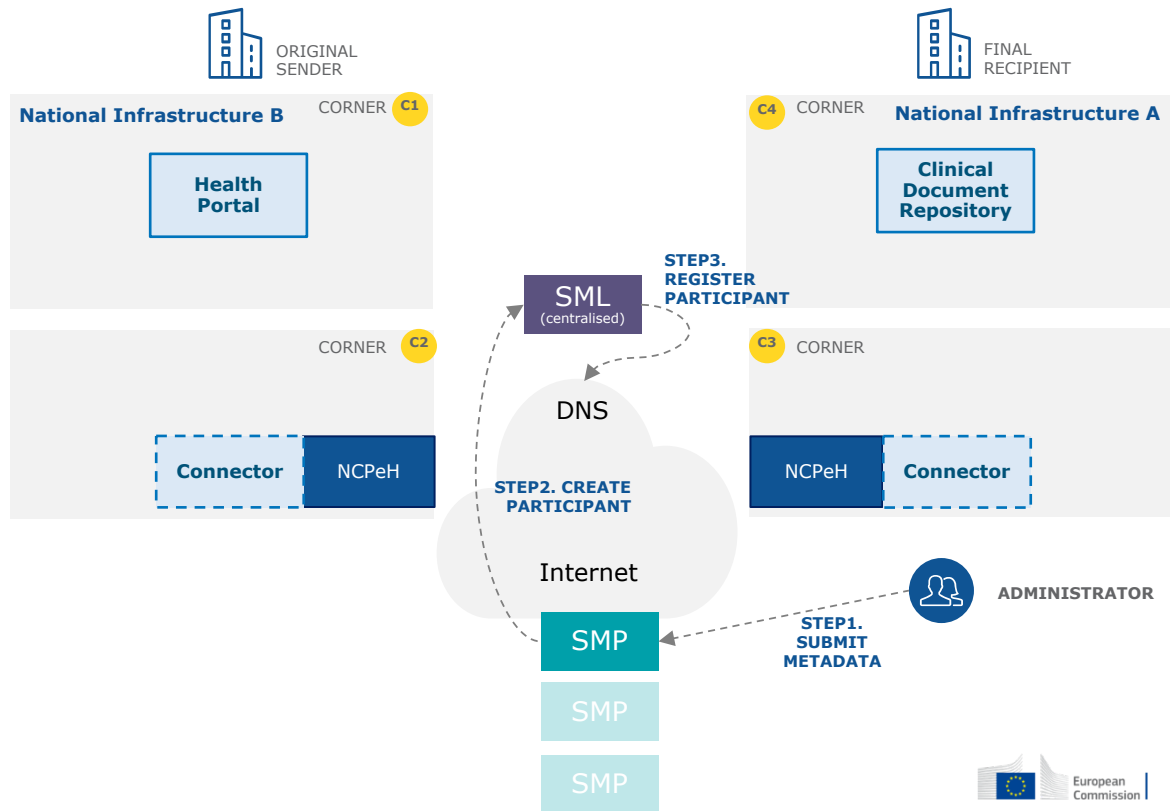 ORIGINAL
SENDER
FINAL
RECIPIENT
National Infrastructure B
CORNER C1
Health
Portal
C4 CORNER
National Infrastructure A
Clinical
Document
Repository
SML
(centralised)
STEP3.
REGISTER
PARTICIPANT
CORNER C2
Connector
NCPeH
C3 CORNER
NCPeH
Connector
DNS
STEP2. CREATE
PARTICIPANT
Internet
ADMINISTRATOR
STEP1.
SUBMIT
METADATA
SMP
SMP
SMP
European
Commission